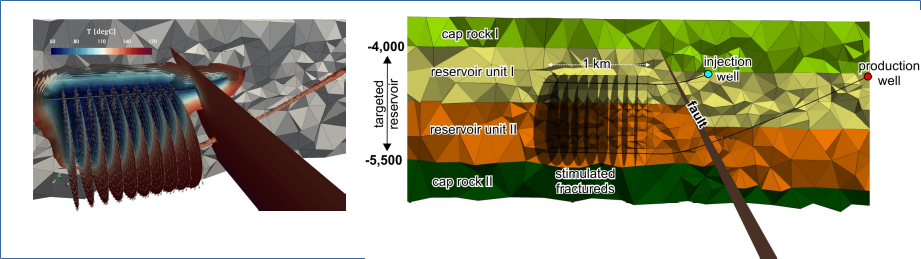 T [degC]
50 80 110 140 170
cap rock I
-4,000
reservoir unit I
1 km
injection
well
production
well
targeted
reservoir
fault
reservoir unit II
-5,500
stimulated
fractureds
cap rock II